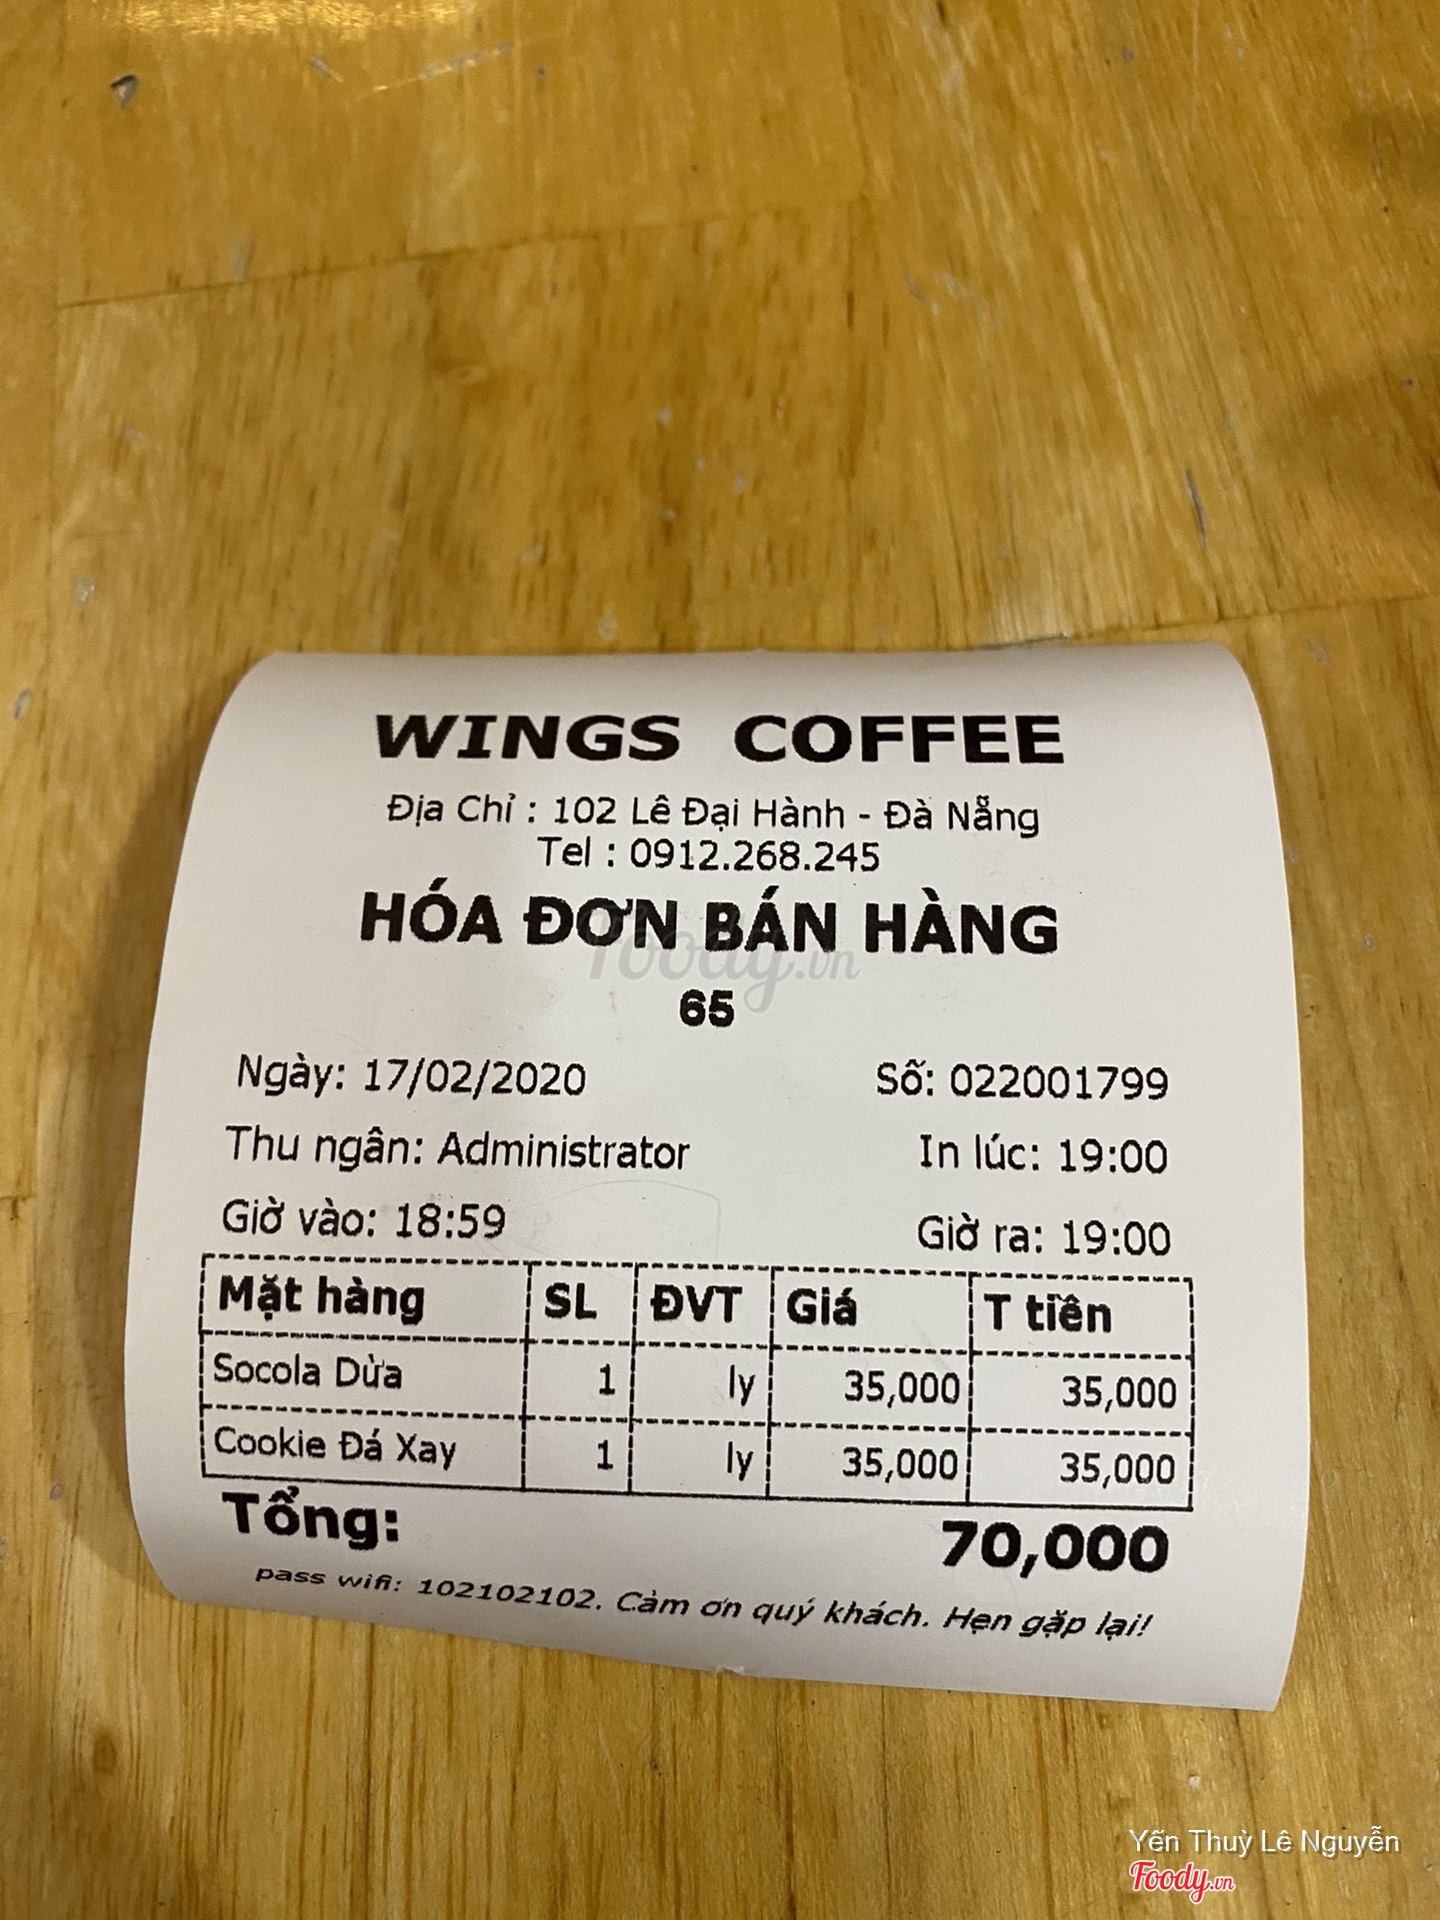 WINGS COFFEE
Địa Chỉ : 102 Lê Đại Hành - Đà Nẵng
Tel : 0912.268.245
HÓA ĐƠN BÁN HÀNG
foody.vn
65
Ngày: 17/02/2020 Số: 022001799
Thu ngân: Administrator In lúc: 19:00
Giờ vào: 18:59 Giờ ra: 19:00
Mặt hàng SL ĐVT Giá T tiền
Socola Dừa 1 ly 35,000 35,000
Cookie Đá Xay 1 ly 35,000 35,000
Tổng: 70,000
pass wifi: 102102102. Cảm ơn quý khách. Hẹn gặp lại!
Yến Thuỳ Lê Nguyễn
Foody.vn